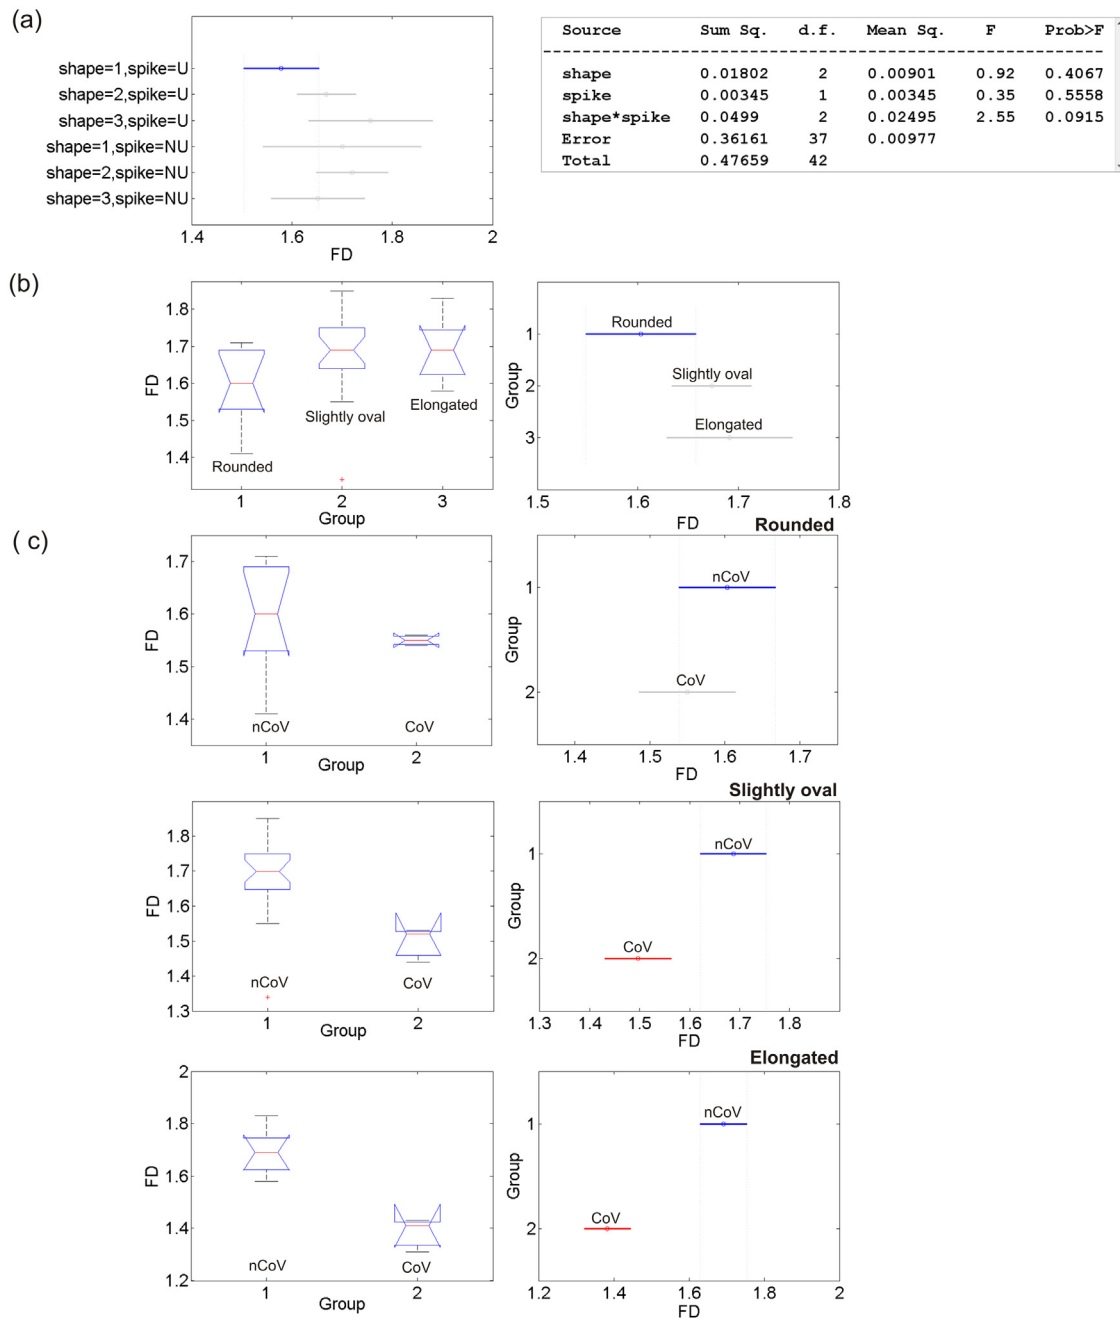 (a)
shape=1,spike=U
shape=2,spike=U
shape=3,spike=U
shape=1,spike=NU
shape=2,spike=NU
shape=3,spike=NU
1.4 1.6 1.8 2
FD
Source Sum Sq. d.f. Mean Sq. F Prob>F
shape 0.01802 2 0.00901 0.92 0.4067
spike 0.00345 1 0.00345 0.35 0.5558
shape*spike 0.0499 2 0.02495 2.55 0.0915
Error 0.36161 37 0.00977
Total 0.47659 42
(b)
1.8
1.7
1.6
1.5
1.4
FD
Rounded
Slightly oval
Elongated
1 2 3
Group
1
2
3
Group
Rounded
Slightly oval
Elongated
1.5 1.6 1.7 1.8
FD
( c)
1.7
1.6
1.5
1.4
FD
nCoV CoV
1 2
Group
Rounded
1
2
Group
nCoV
CoV
1.4 1.5 1.6 1.7
FD
1.8
1.7
1.6
1.5
1.4
1.3
FD
nCoV CoV
1 2
Group
Slightly oval
1
2
Group
nCoV
CoV
1.3 1.4 1.5 1.6 1.7 1.8
FD
2
1.8
1.6
1.4
1.2
FD
nCoV CoV
1 2
Group
Elongated
1
2
Group
nCoV
CoV
1.2 1.4 1.6 1.8 2
FD